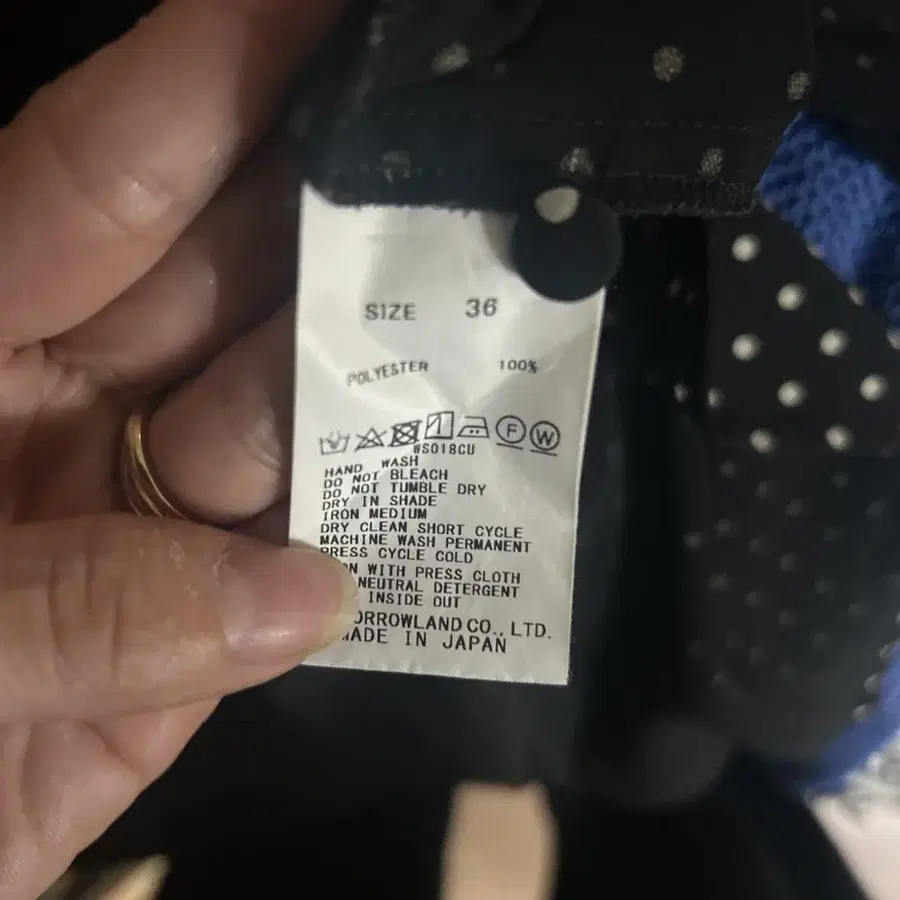 SIZE 36
POLYESTER 100%
F W
WS018CU
HAND WASH
DO NOT BLEACH
DO NOT TUMBLE DRY
DRY IN SHADE
IRON MEDIUM
DRY CLEAN SHORT CYCLE
MACHINE WASH PERMANENT
PRESS CYCLE COLD
WITH PRESS CLOTH
NEUTRAL DETERGENT
INSIDE OUT
CO., LTD.
MADE IN JAPAN